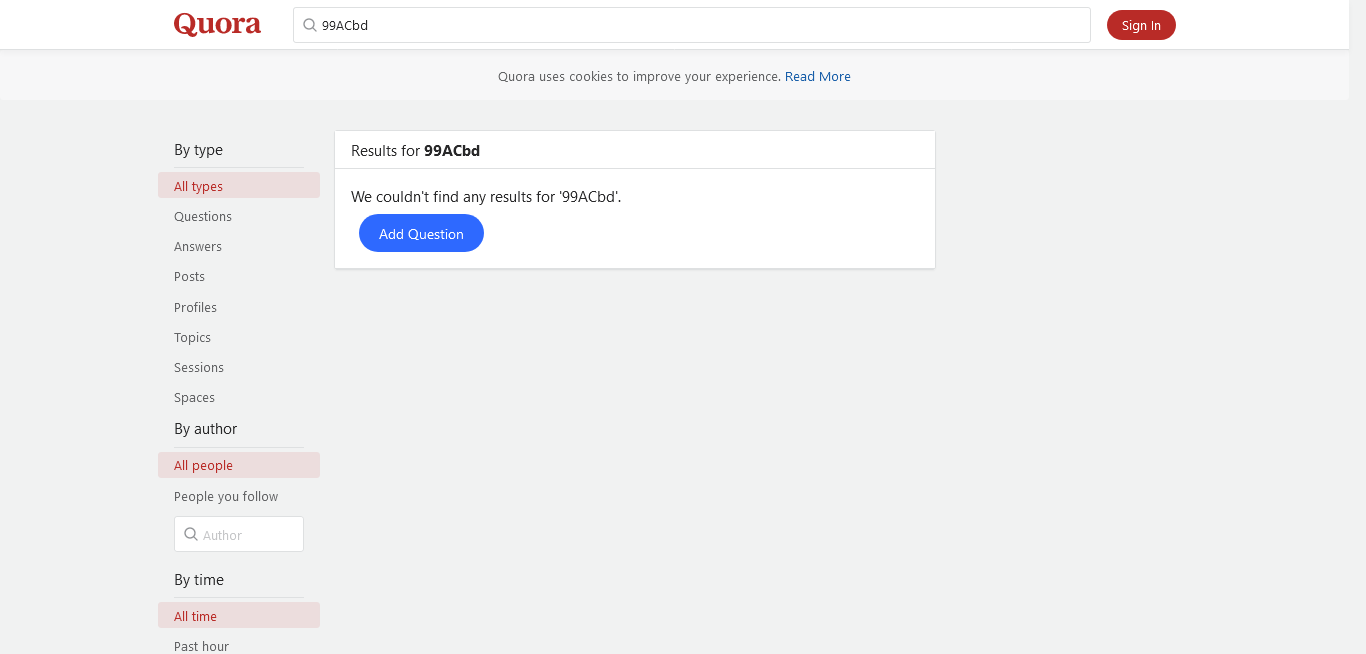 Quora
99ACbd
Sign In
Quora uses cookies to improve your experience. Read More
By type
All types
Questions
Answers
Posts
Profiles
Topics
Sessions
Spaces
By author
All people
People you follow
Author
By time
All time
Past hour
Results for 99ACbd
We couldn't find any results for '99ACbd'.
Add Question